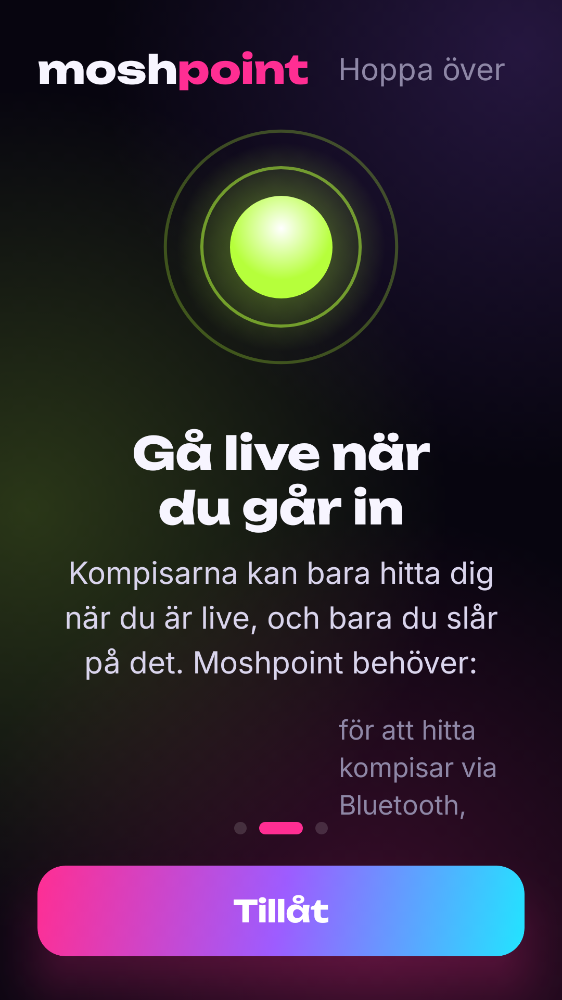 moshpoint
Hoppa över
Gå live när
du går in
Kompisarna kan bara hitta dig
när du är live, och bara du slår
på det. Moshpoint behöver:
för att hitta
kompisar via
Bluetooth,
Tillåt